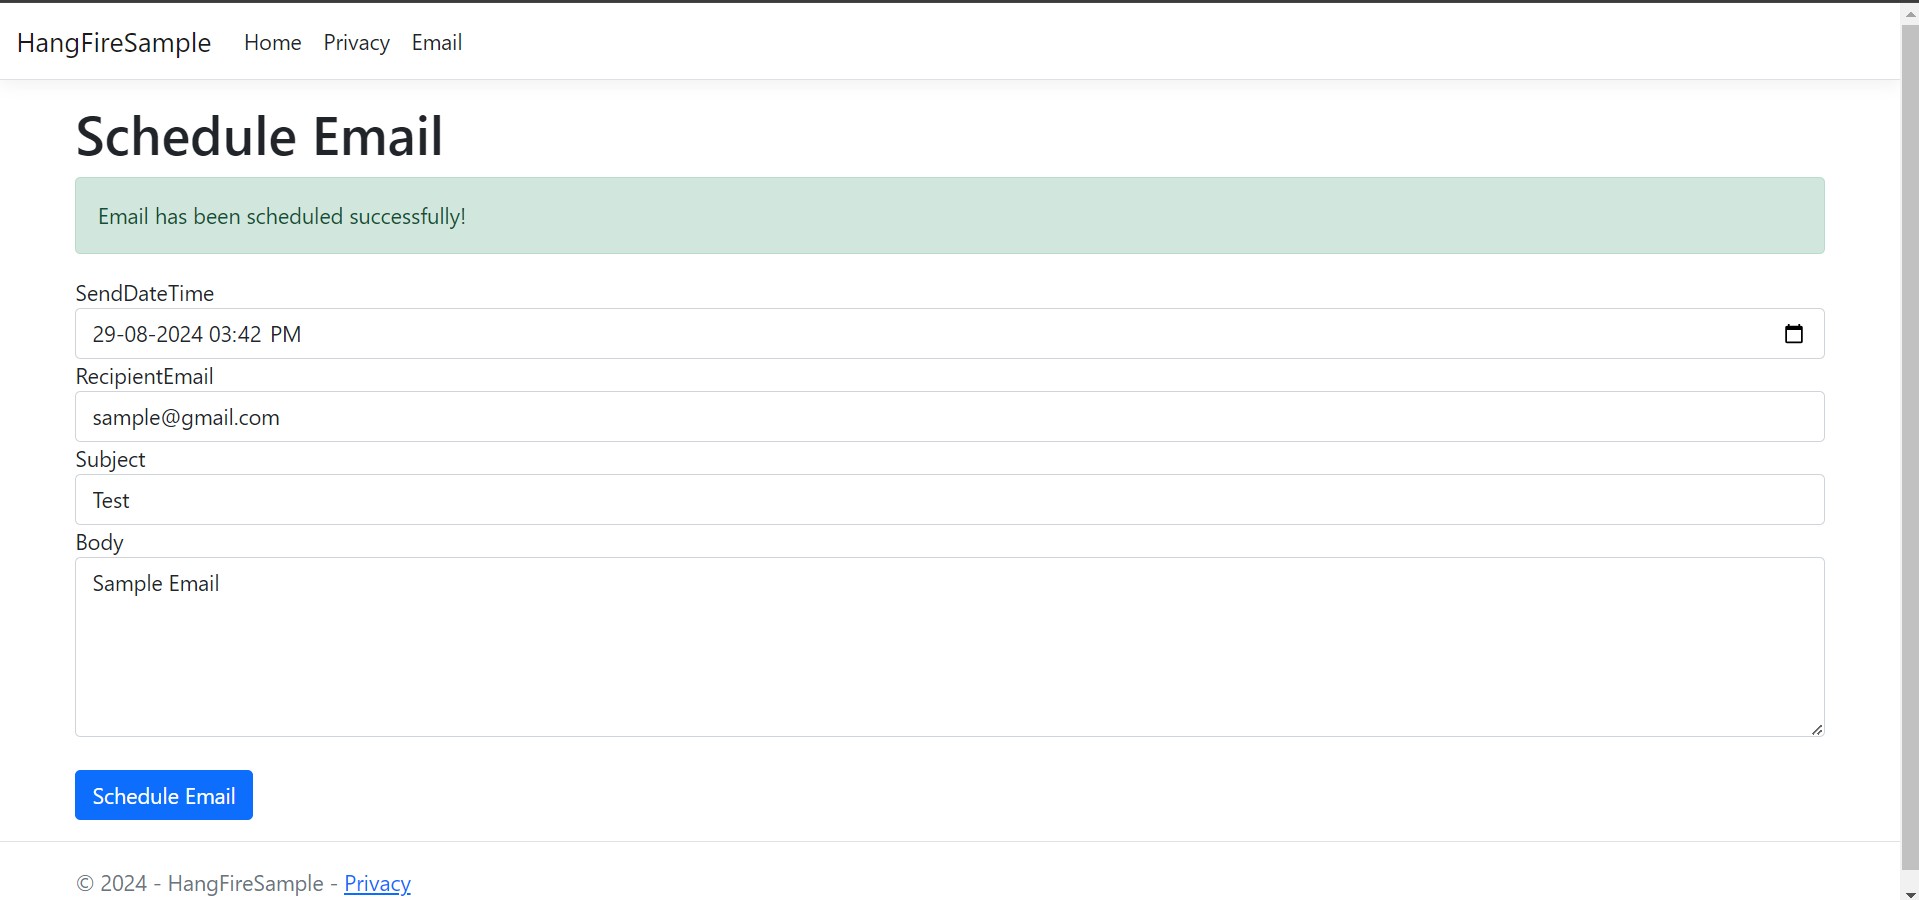 HangFireSample Home Privacy Email
Schedule Email
Email has been scheduled successfully!
SendDateTime
29-08-2024 03:42 PM
RecipientEmail
sample@gmail.com
Subject
Test
Body
Sample Email
Schedule Email
© 2024 - HangFireSample - Privacy